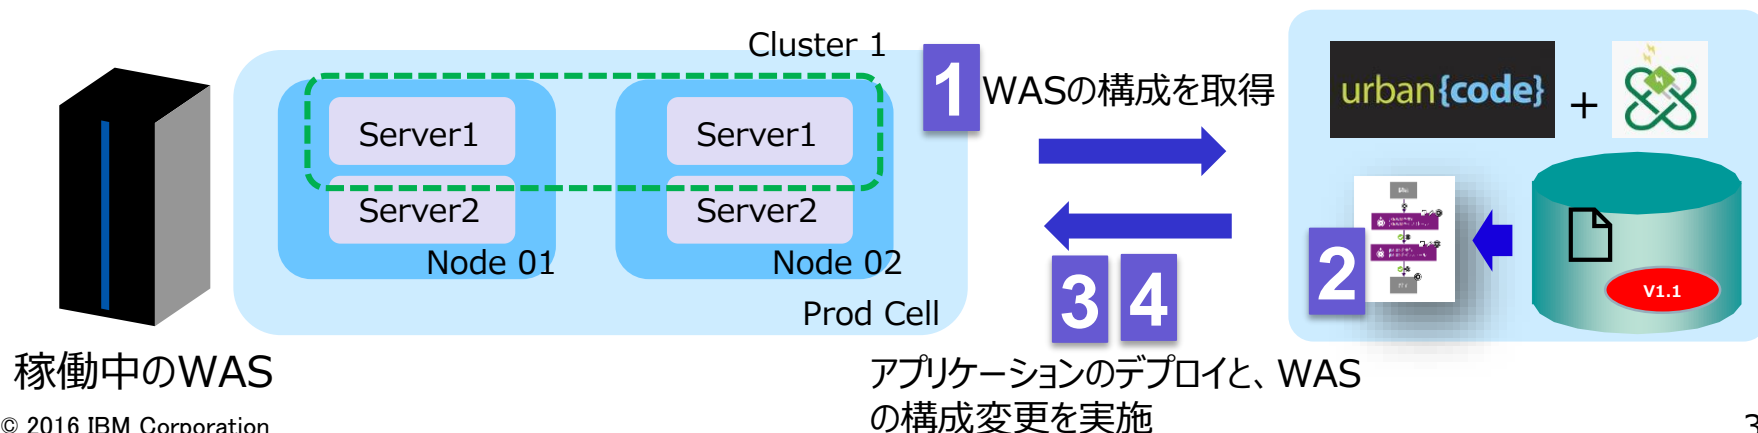 Cluster 1
1
WASの構成を取得
urban{code}
+
Server1
Server1
Server2
Server2
Node 01
Node 02
Prod Cell
2
V1.1
3 4
稼働中のWAS
アプリケーションのデプロイと、WAS
の構成変更を実施
© 2016 IBM Corporation
3